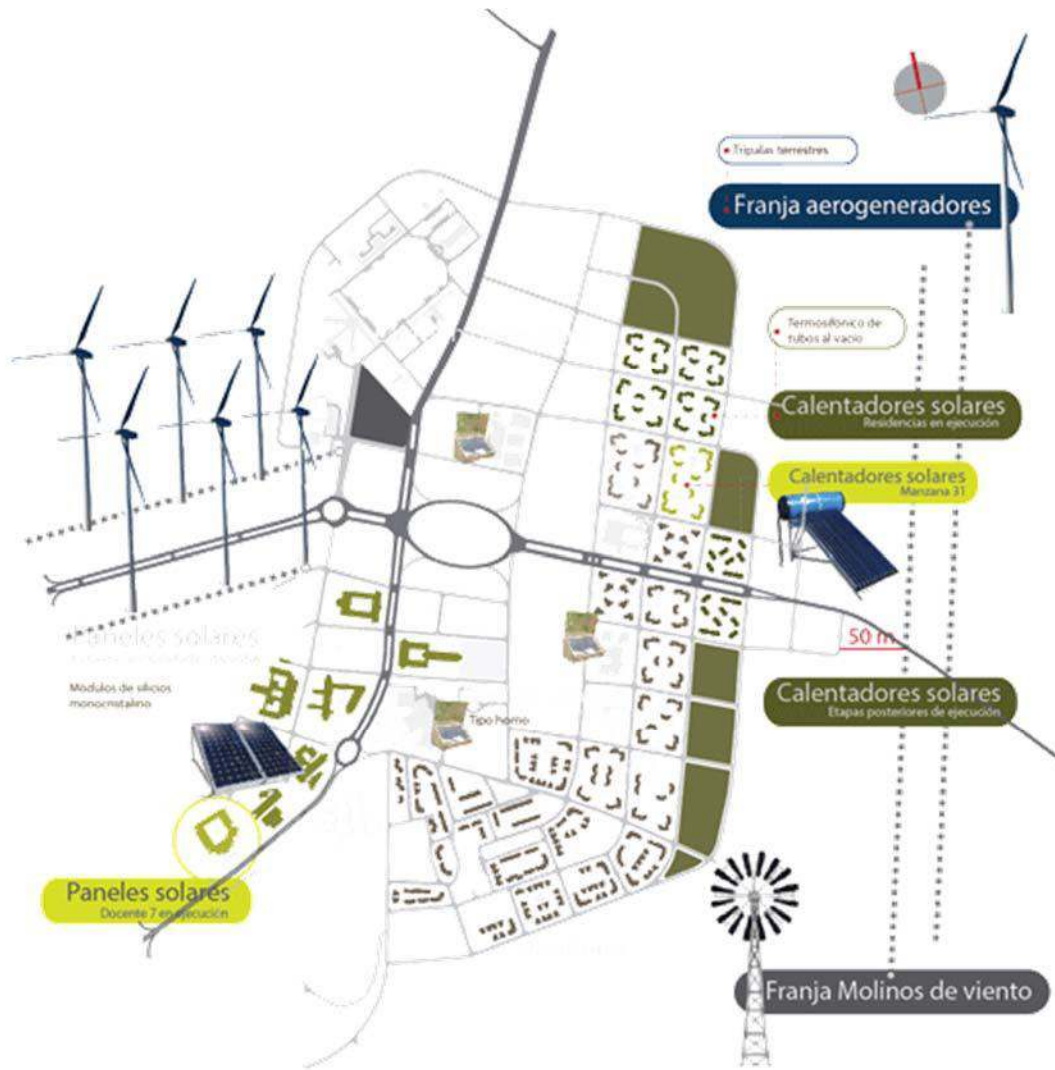 Tripalas terrestres
Franja aerogeneradores
Termosifónico de
tubos al vacío
Calentadores solares
Residencias en ejecución
Calentadores solares
Manzana 31
Paneles solares
Módulos de silicios
monocristalino
50 m
Calentadores solares
Etapas posteriores de ejecución
Tipo horno
Paneles solares
Docente 7 en ejecución
Franja Molinos de viento